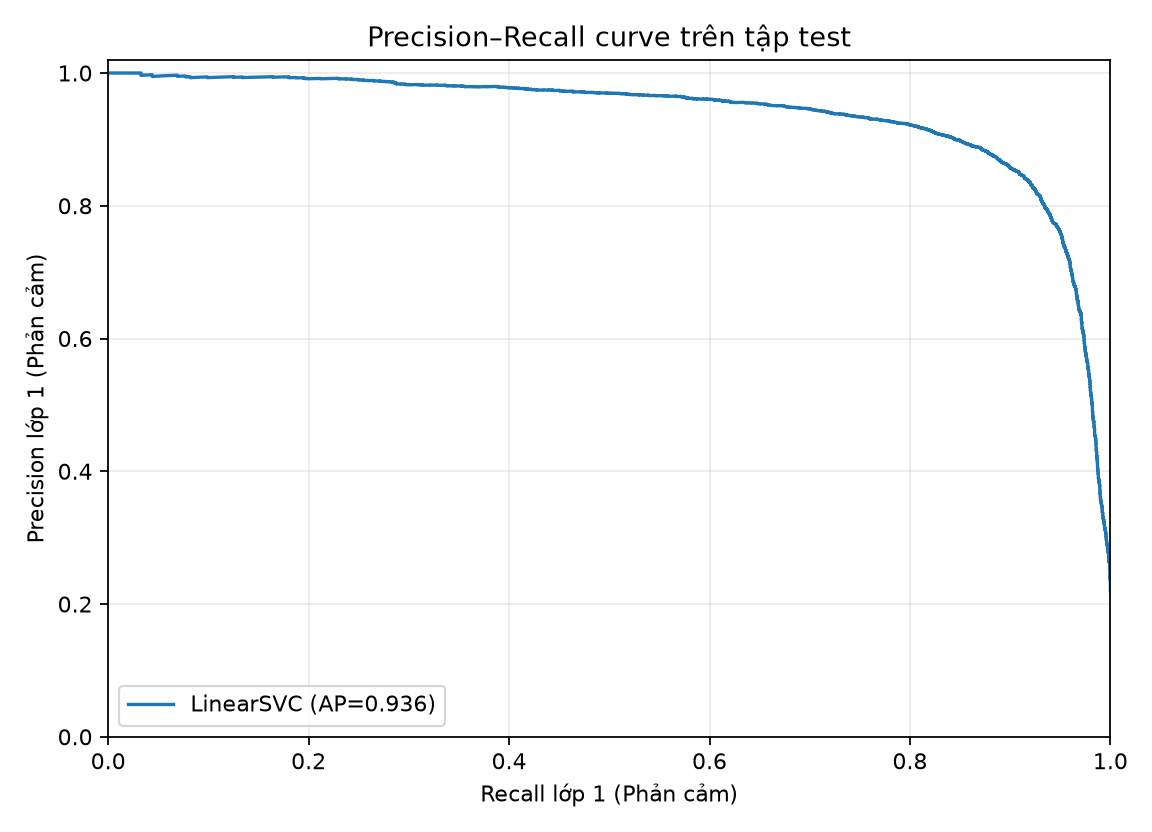 Precision–Recall curve trên tập test
Precision lớp 1 (Phản cảm)
1.0
0.8
0.6
0.4
0.2
0.0
LinearSVC (AP=0.936)
0.0 0.2 0.4 0.6 0.8 1.0
Recall lớp 1 (Phản cảm)